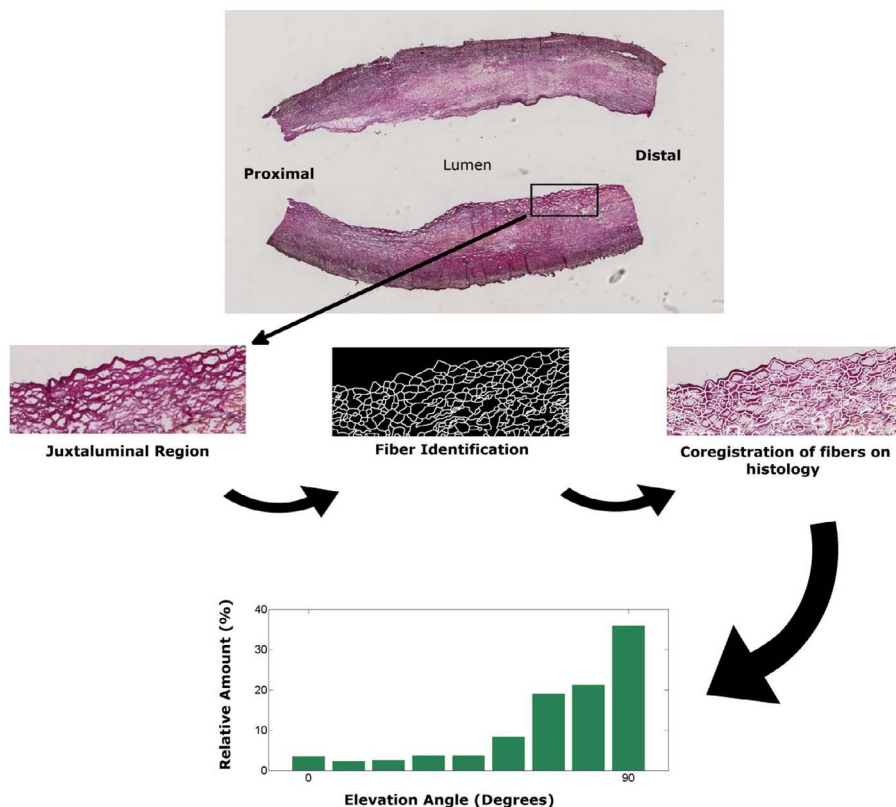 Lumen
Distal
Proximal
Juxtaluminal Region
Fiber Identification
Coregistration of fibers on
histology
Relative Amount (%)
40
30
20
10
0
0
90
Elevation Angle (Degrees)